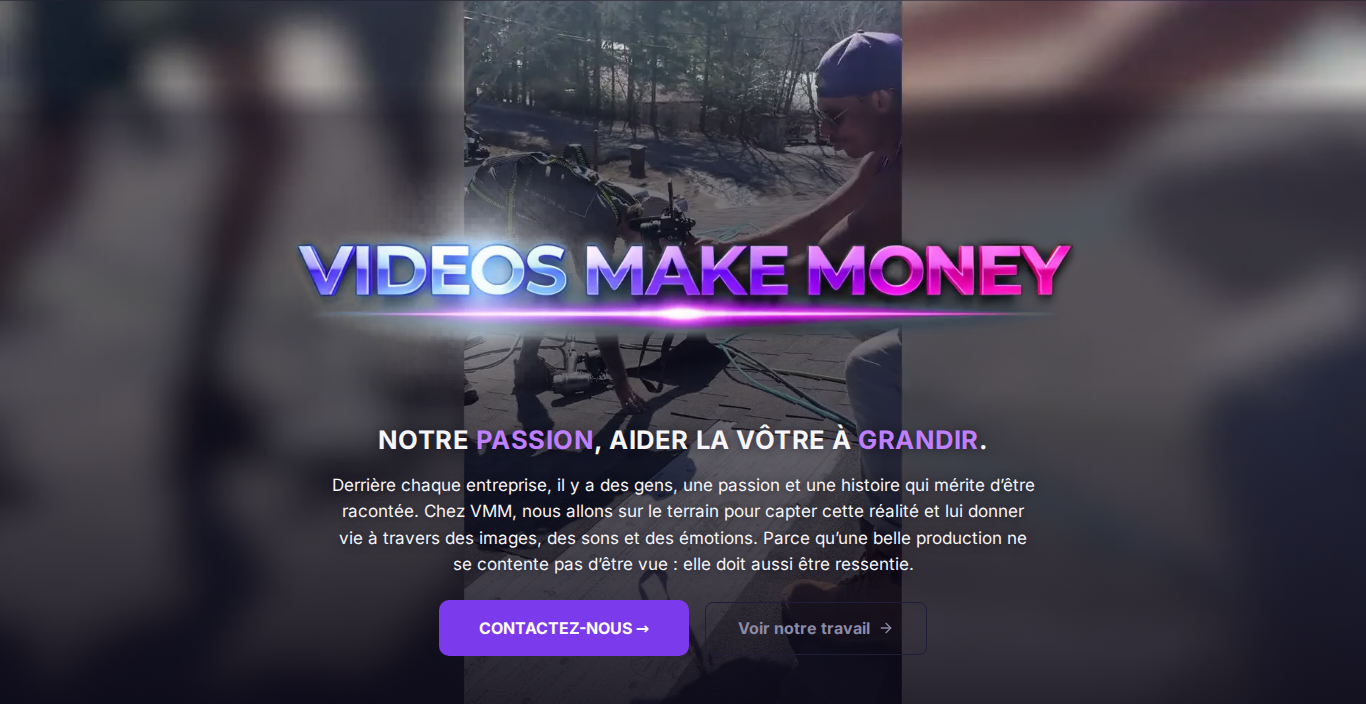 VIDEOS MAKE MONEY
NOTRE PASSION, AIDER LA VÔTRE À GRANDIR.
Derrière chaque entreprise, il y a des gens, une passion et une histoire qui mérite d’être
racontée. Chez VMM, nous allons sur le terrain pour capter cette réalité et lui donner
vie à travers des images, des sons et des émotions. Parce qu’une belle production ne
se contente pas d’être vue : elle doit aussi être ressentie.
CONTACTEZ-NOUS →
Voir notre travail →